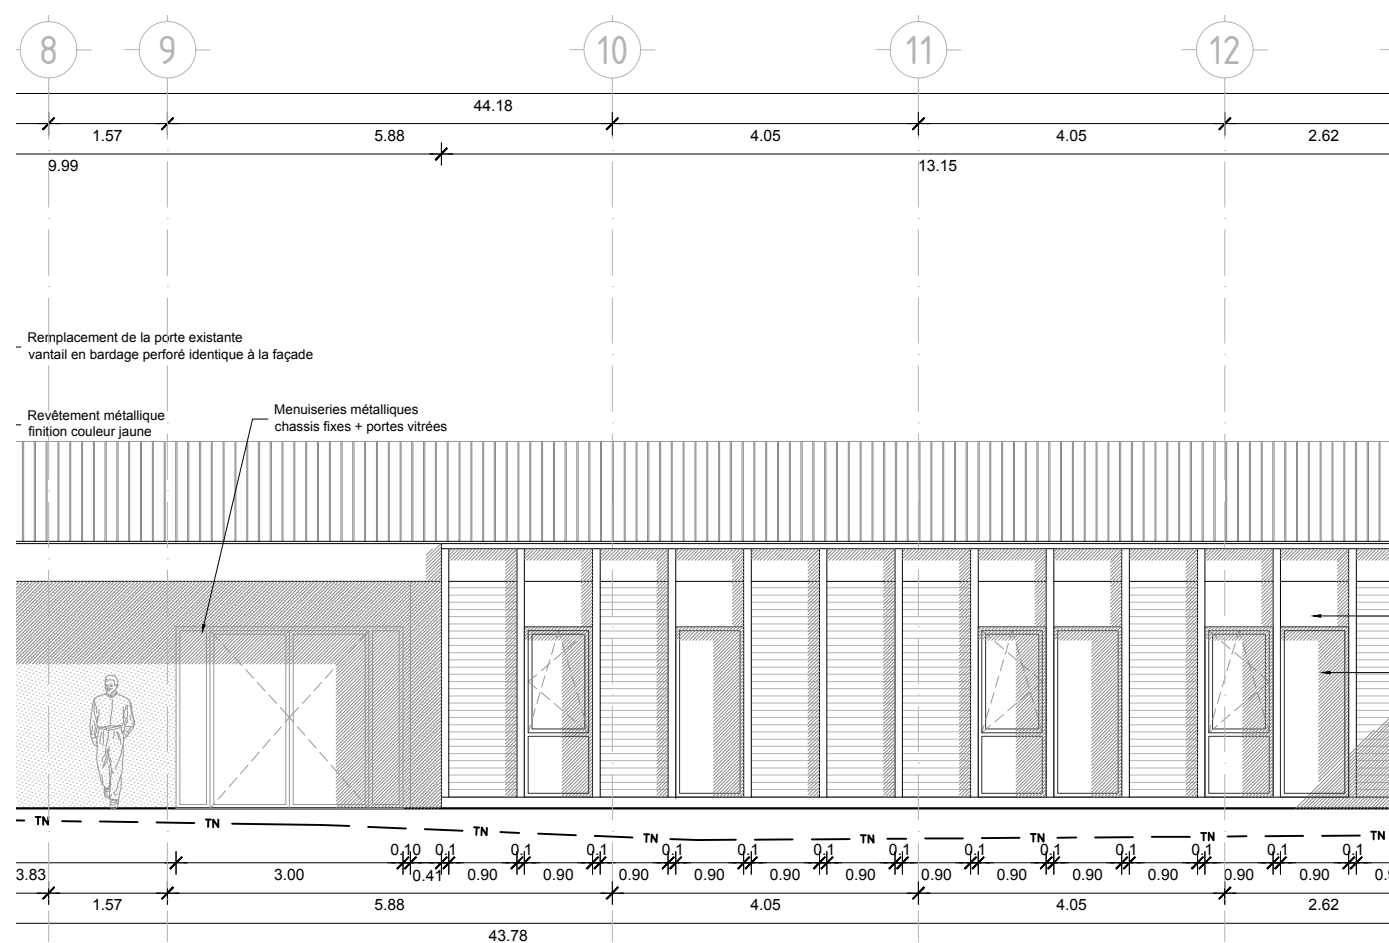 8 9 10 11 12
44.18
1.57 5.88 4.05 4.05 2.62
9.99 13.15
Remplacement de la porte existante
vantail en bardage perforé identique à la façade
Revêtement métallique
finition couleur jaune
Menuiseries métalliques
chassis fixes + portes vitrées
TN TN TN TN TN TN TN TN
0.10 0.1 0.1 0.1 0.1 0.1 0.1 0.1 0.1 0.1 0.1 0.1 0.1 0.1
3.83 3.00 0.41 0.90 0.90 0.90 0.90 0.90 0.90 0.90 0.90 0.90 0.90 0.90 0.90
1.57 5.88 4.05 4.05 2.62
43.78